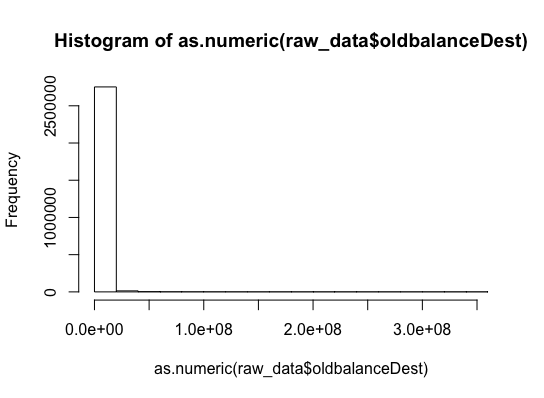 Histogram of as.numeric(raw_data$oldbalanceDest)
Frequency
2500000
1000000
0
0.0e+00 1.0e+08 2.0e+08 3.0e+08
as.numeric(raw_data$oldbalanceDest)